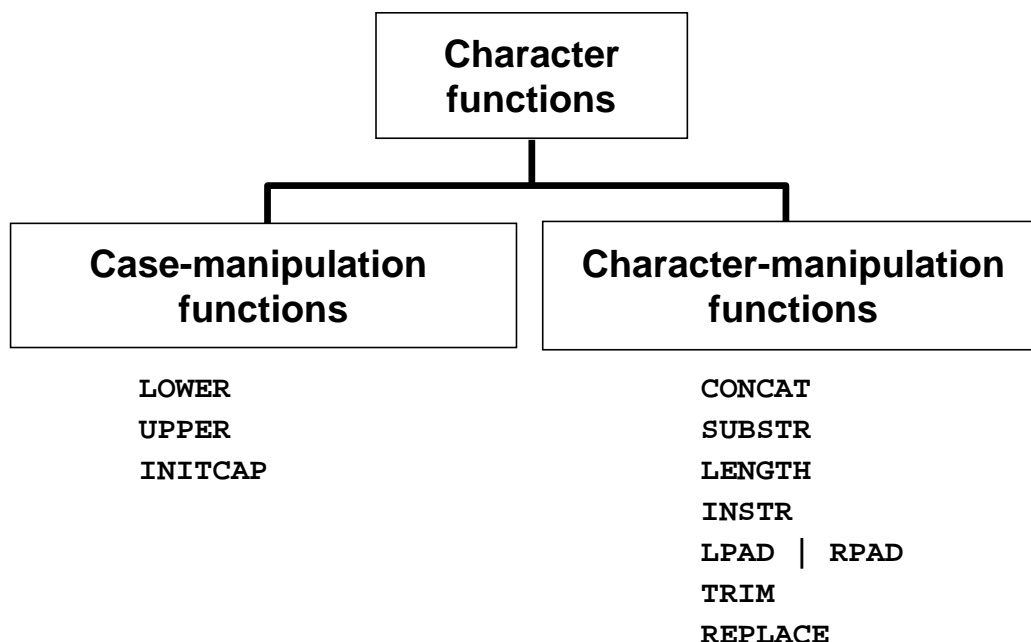 Character
functions
Case-manipulation
functions
Character-manipulation
functions
LOWER
UPPER
INITCAP
CONCAT
SUBSTR
LENGTH
INSTR
LPAD | RPAD
TRIM
REPLACE